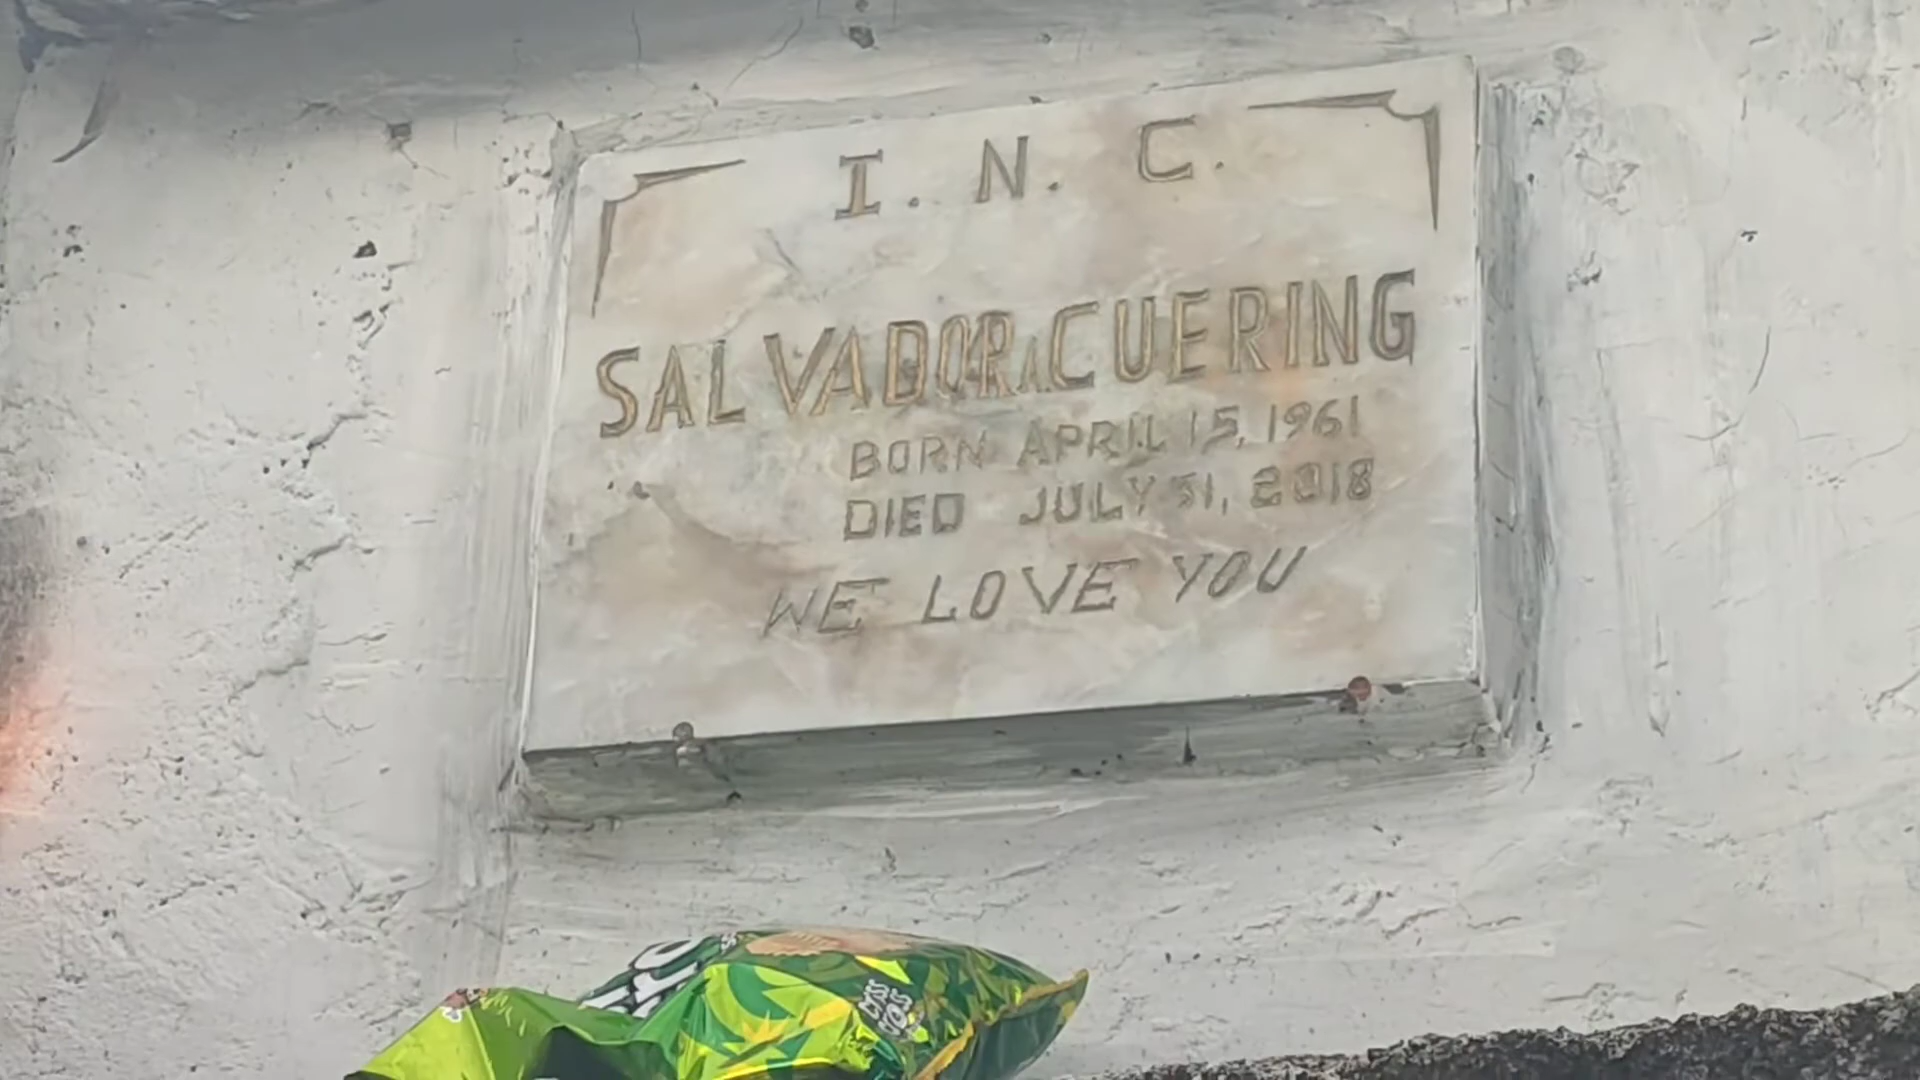 I. N. C.
SALVADOR A. CUERING
BORN APRIL 15, 1961
DIED JULY 31, 2018
WE LOVE YOU